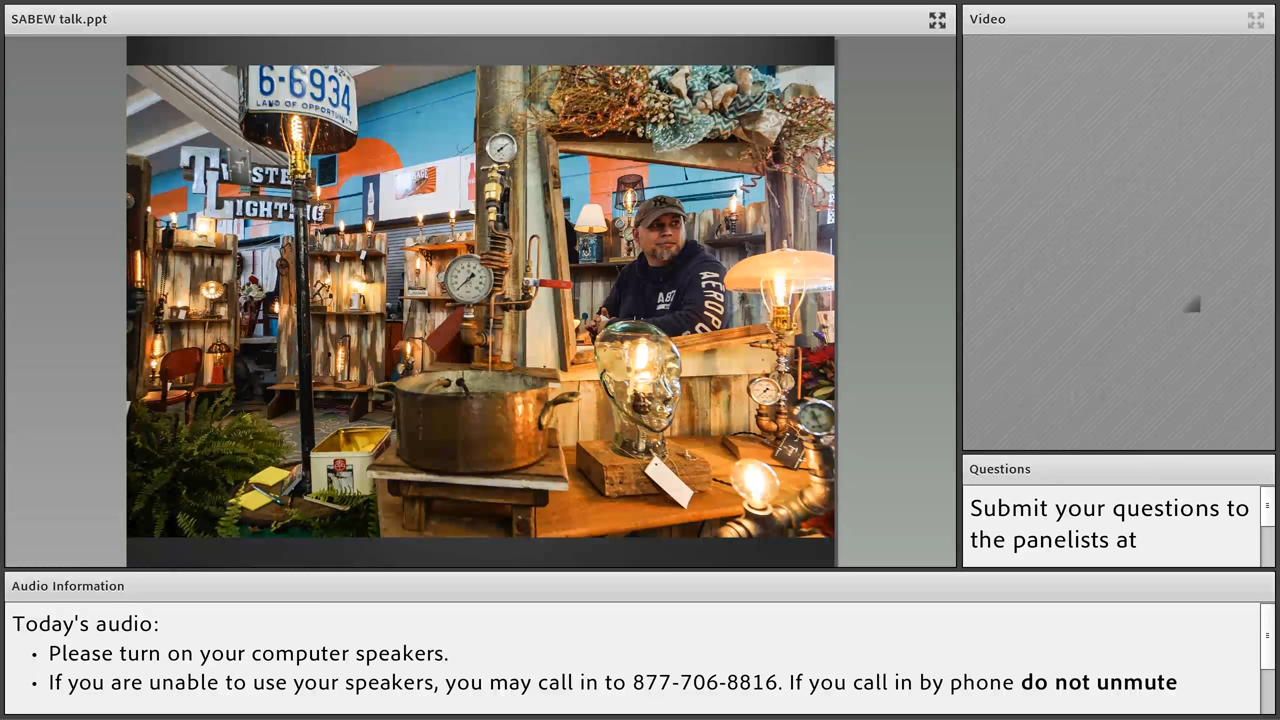 SABEW talk.ppt
6-6934
LAND OF OPPORTUNITY
LIGHTING
AÉROPO
Video
Questions
Submit your questions to
the panelists at
Audio Information
Today's audio:
• Please turn on your computer speakers.
• If you are unable to use your speakers, you may call in to 877-706-8816. If you call in by phone do not unmute